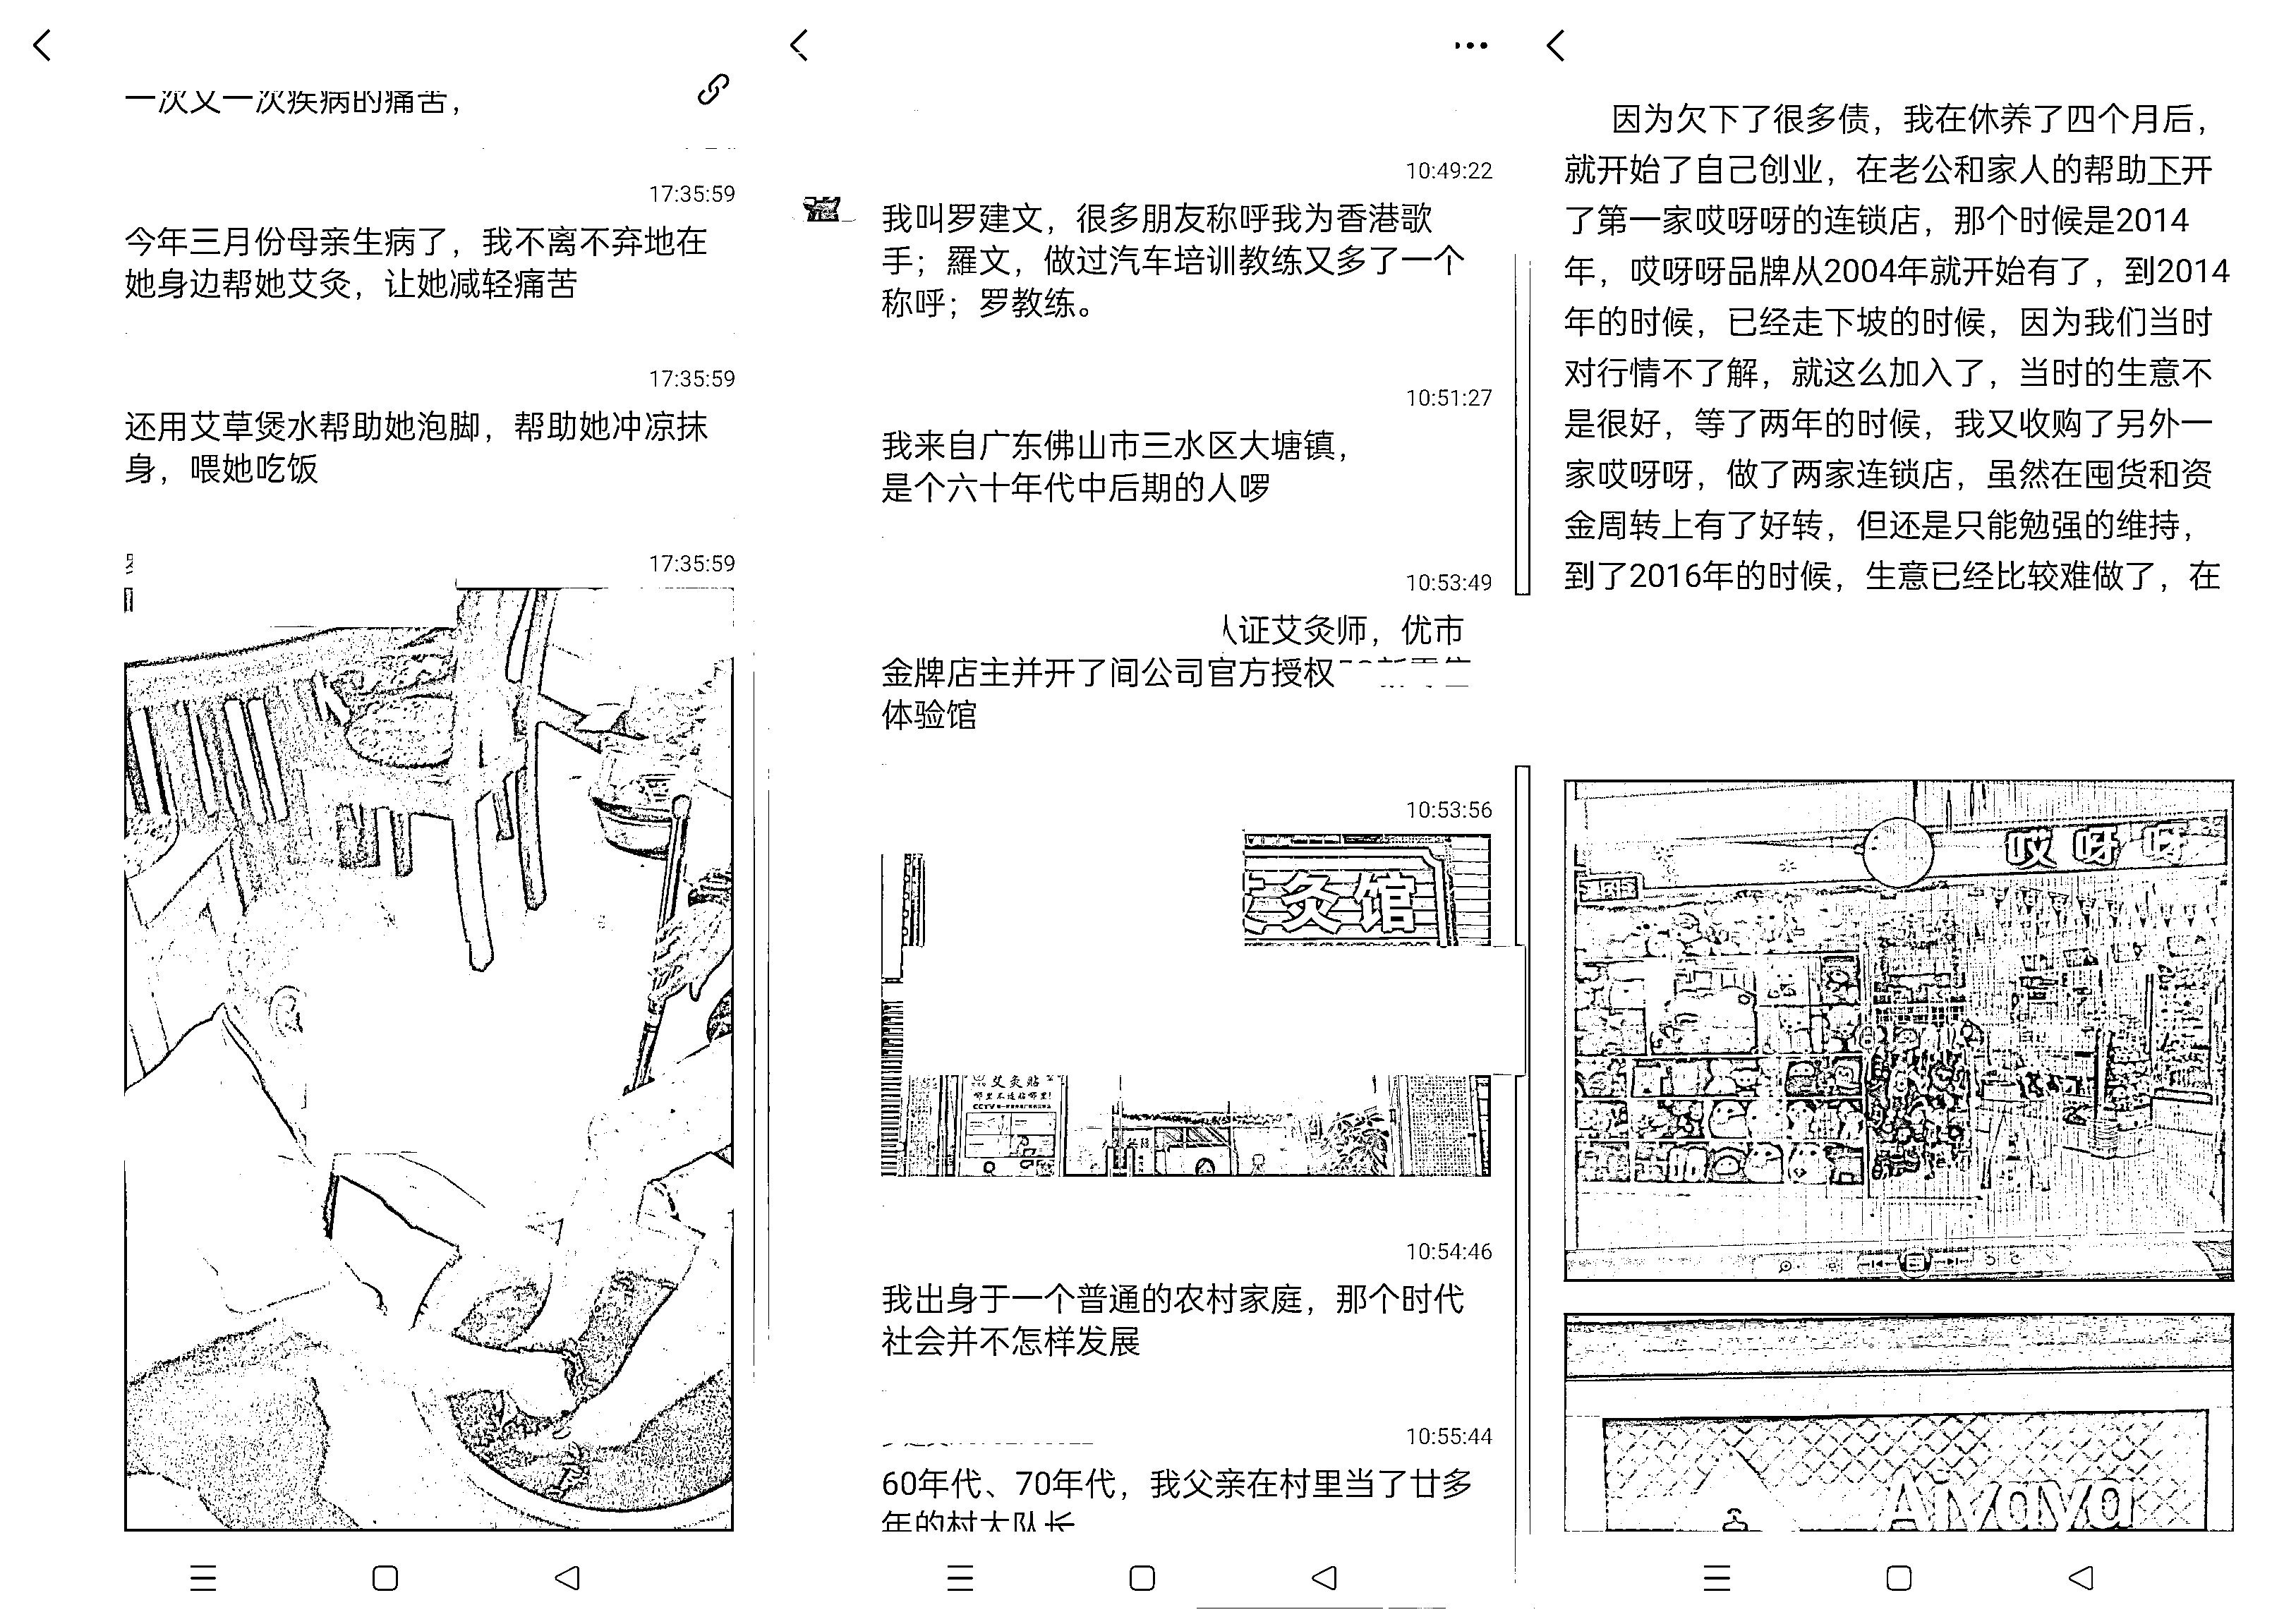 一次又一次疾病的痛苦，
17:35:59
今年三月份母亲生病了，我不离不弃地在
她身边帮她艾灸，让她减轻痛苦
17:35:59
还用艾草煲水帮助她泡脚，帮助她冲凉抹
身，喂她吃饭
17:35:59
10:49:22
我叫罗建文，很多朋友称呼我为香港歌
手；羅文，做过汽车培训教练又多了一个
称呼；罗教练。
10:51:27
我来自广东佛山市三水区大塘镇，
是个六十年代中后期的人啰
10:53:49
人证艾灸师，优市
金牌店主并开了间公司官方授权
体验馆
10:53:56
灸馆
艾灸贴
哪里不适贴哪里！
CCTV
10:54:46
我出身于一个普通的农村家庭，那个时代
社会并不怎样发展
10:55:44
60年代、70年代，我父亲在村里当了廿多
年的村大队长
因为欠下了很多债，我在休养了四个月后，
就开始了自己创业，在老公和家人的帮助下开
了第一家哎呀呀的连锁店，那个时候是2014
年，哎呀呀品牌从2004年就开始有了，到2014
年的时候，已经走下坡的时候，因为我们当时
对行情不了解，就这么加入了，当时的生意不
是很好，等了两年的时候，我又收购了另外一
家哎呀呀，做了两家连锁店，虽然在囤货和资
金周转上有了好转，但还是只能勉强的维持，
到了2016年的时候，生意已经比较难做了，在
哎呀呀
Aiyaya